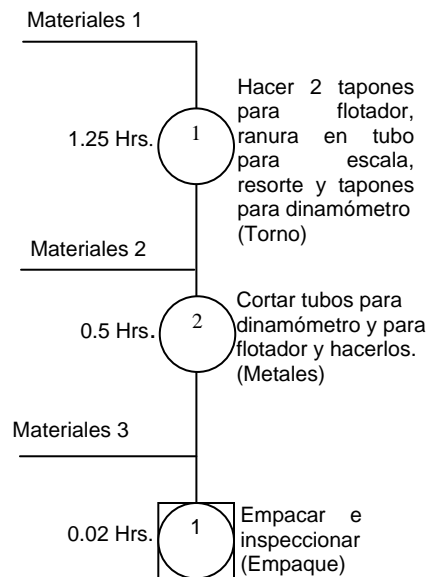 Materiales 1
Hacer 2 tapones
para flotador,
ranura en tubo
para escala,
resorte y tapones
para dinamómetro
(Torno)
1.25 Hrs.
1
Materiales 2
Cortar tubos para
dinamómetro y para
flotador y hacerlos.
(Metales)
0.5 Hrs.
2
Materiales 3
0.02 Hrs.
1
Empacar e
inspeccionar
(Empaque)